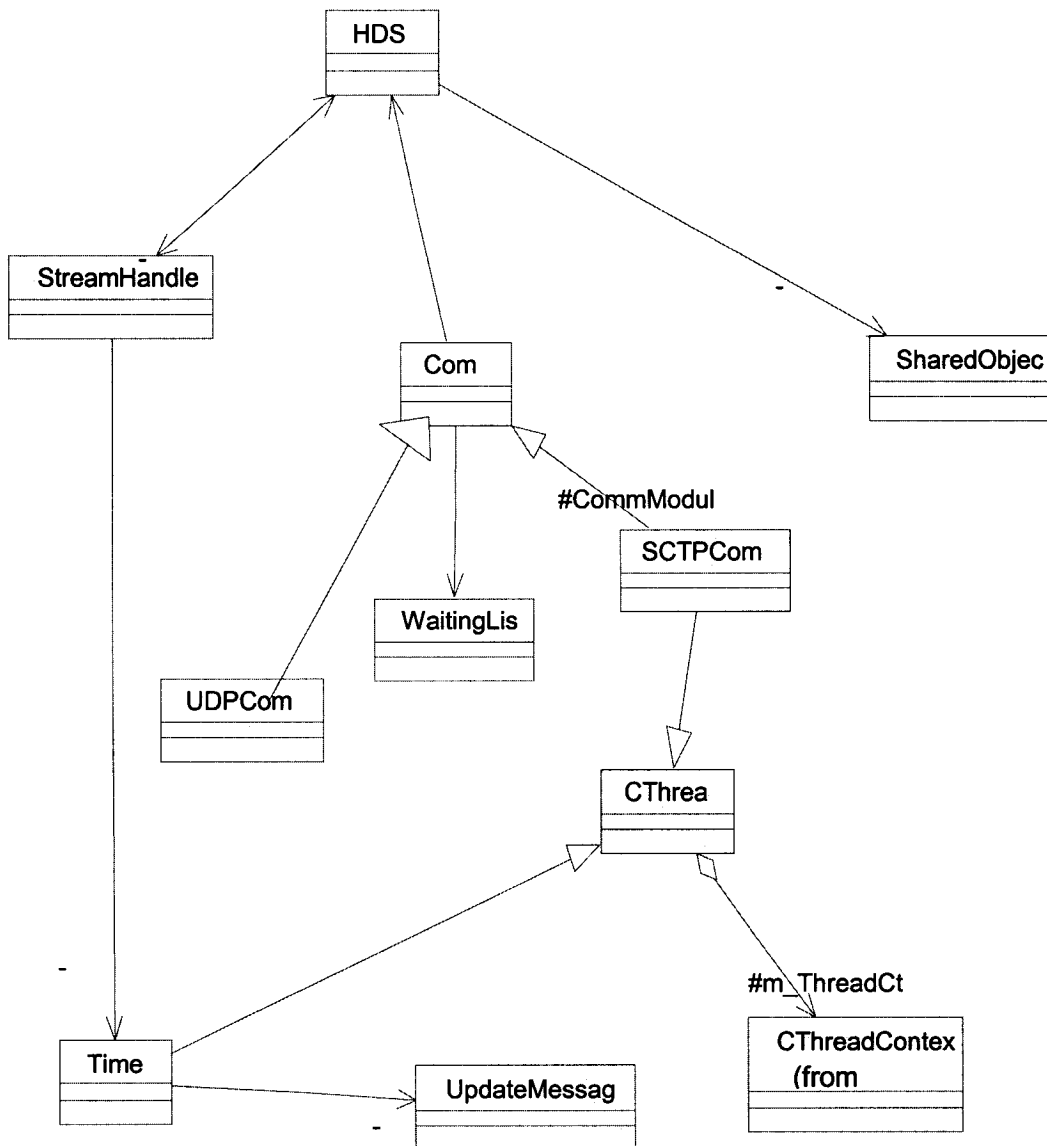 HDS
StreamHandle
-
-
Com
SharedObjec
#CommModul
SCTPCom
WaitingLis
UDPCom
CThrea
-
#m_ThreadCt
CThreadContex
(from
Time
UpdateMessag
-